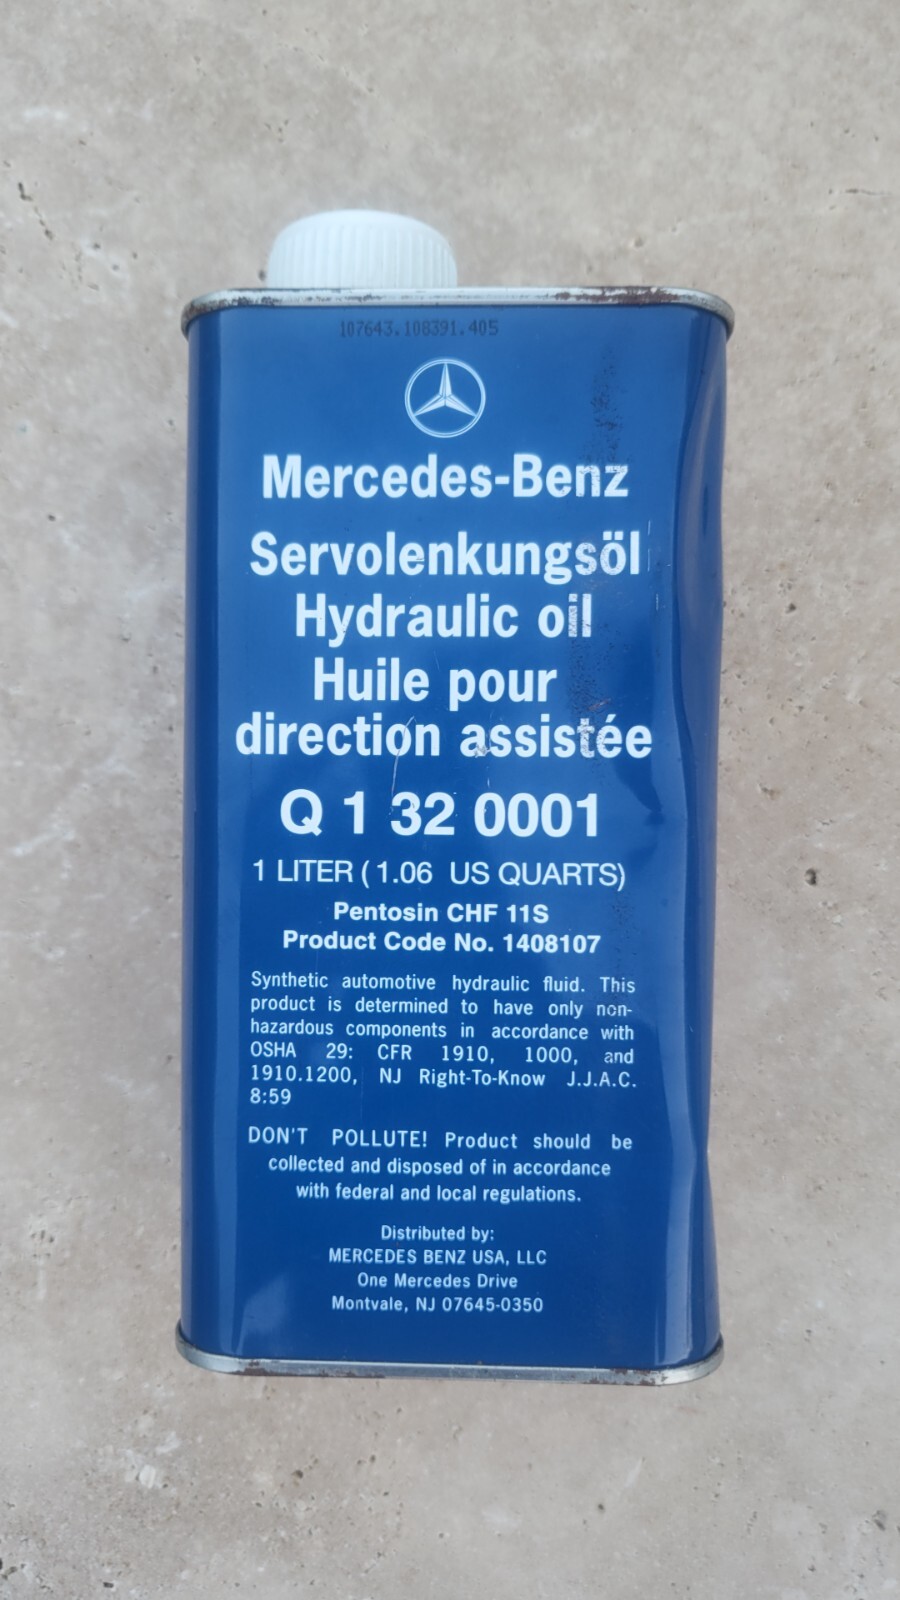 107643.108391.405
Mercedes-Benz
Servolenkungsöl
Hydraulic oil
Huile pour
direction assistée
Q 1 32 0001
1 LITER ( 1.06 US QUARTS)
Pentosin CHF 11S
Product Code No. 1408107
Synthetic automotive hydraulic fluid. This
product is determined to have only non-
hazardous components in accordance with
OSHA 29: CFR 1910, 1000, and
1910.1200, NJ Right-To-Know J.J.A.C.
8:59
DON'T POLLUTE! Product should be
collected and disposed of in accordance
with federal and local regulations.
Distributed by:
MERCEDES BENZ USA, LLC
One Mercedes Drive
Montvale, NJ 07645-0350